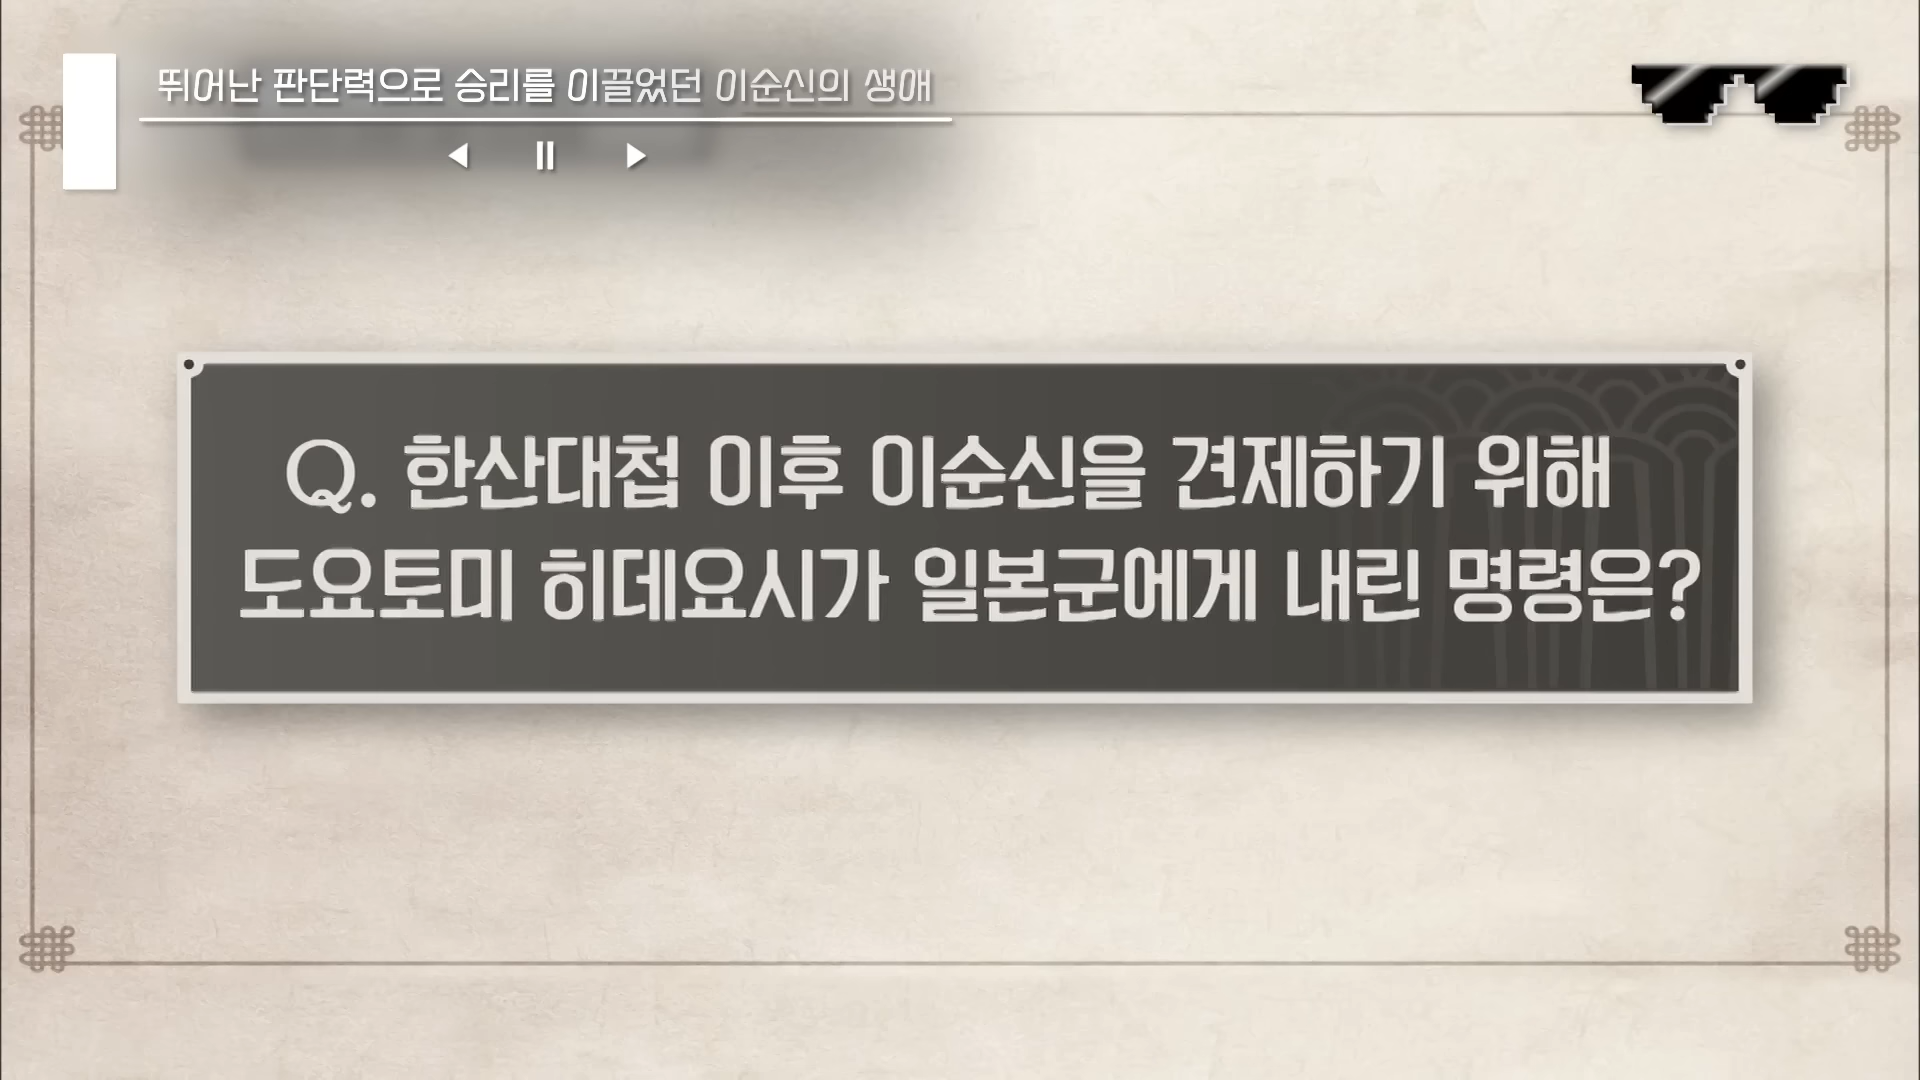 뛰어난 판단력으로 승리를 이끌었던 이순신의 생애
Q. 한산대첩 이후 이순신을 견제하기 위해
도요토미 히데요시가 일본군에게 내린 명령은?